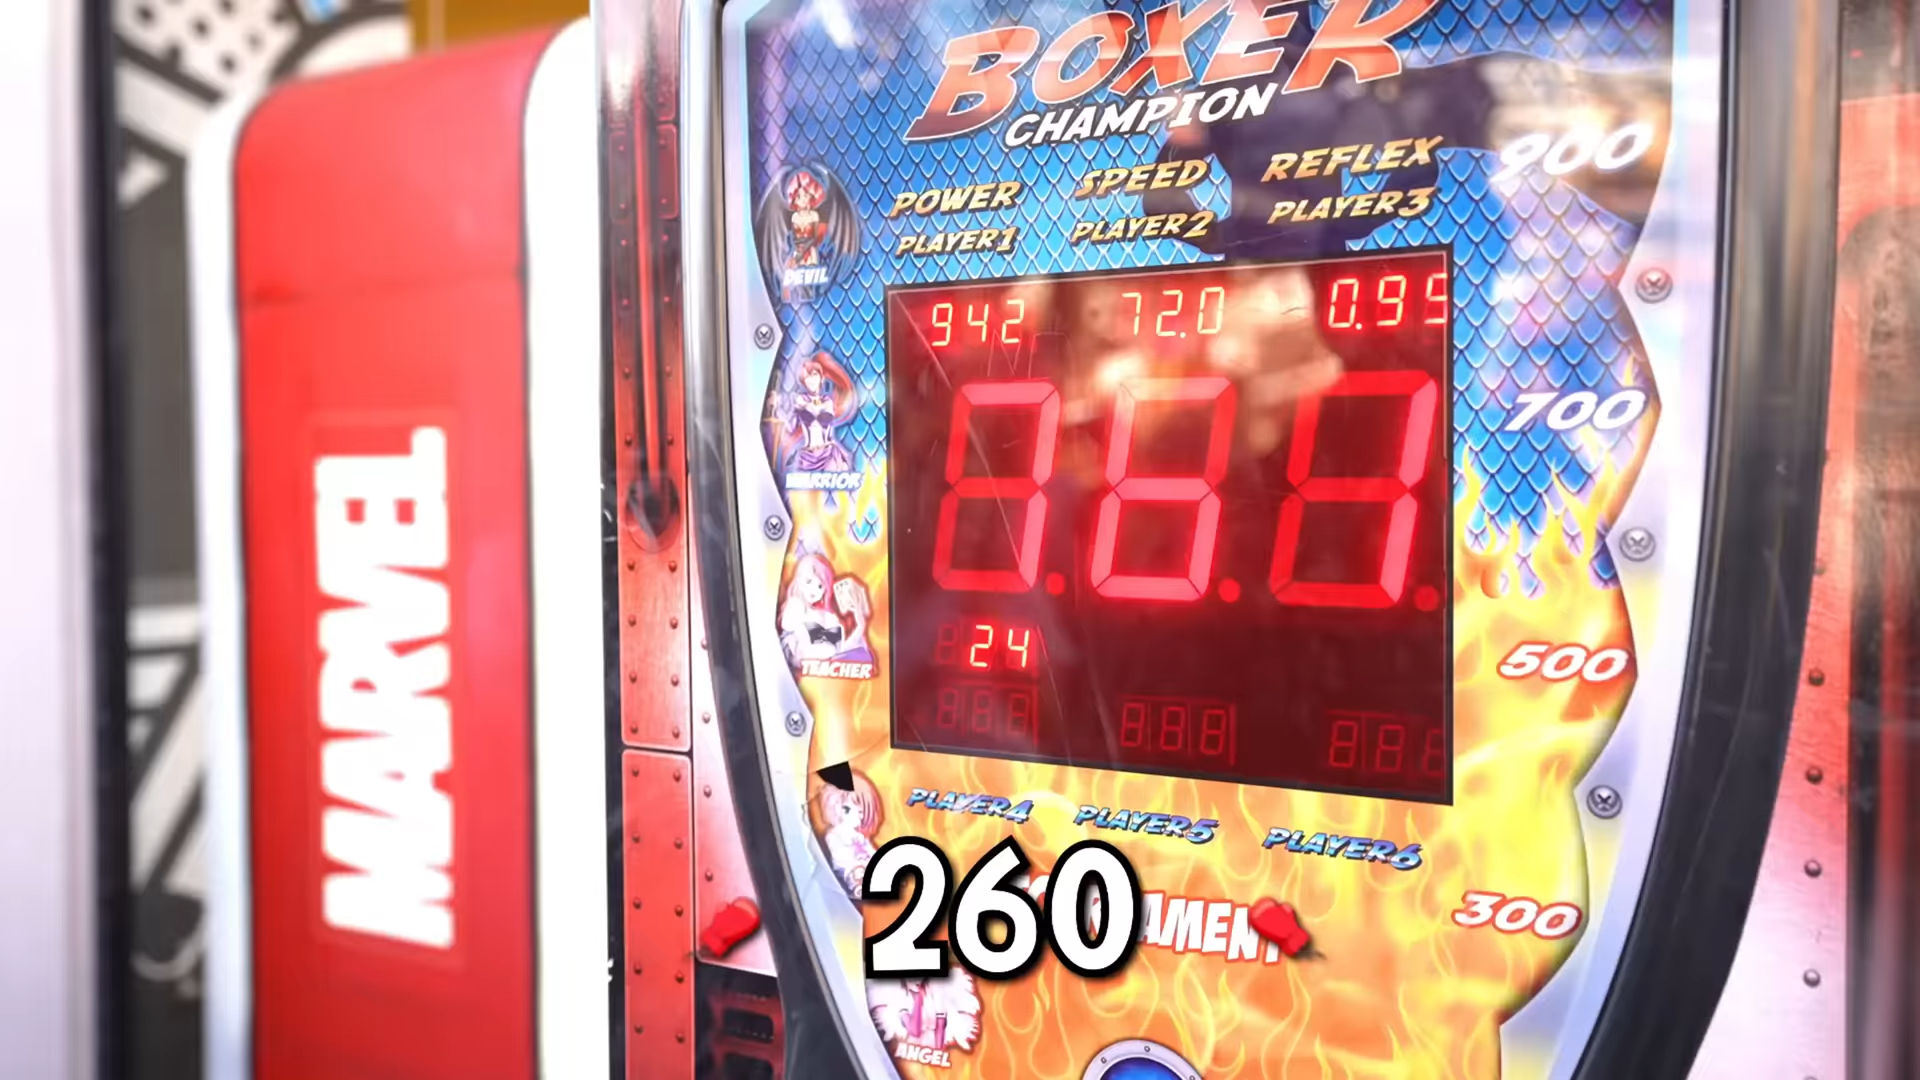 BOXER
CHAMPION
POWER SPEED REFLEX
PLAYER1 PLAYER2 PLAYER3
900
DEVIL
942 72.0 0.99
700
WARRIOR
TEACHER
24
500
PLAYER4 PLAYER5 PLAYER6
260
300
ANGEL
MARVEL